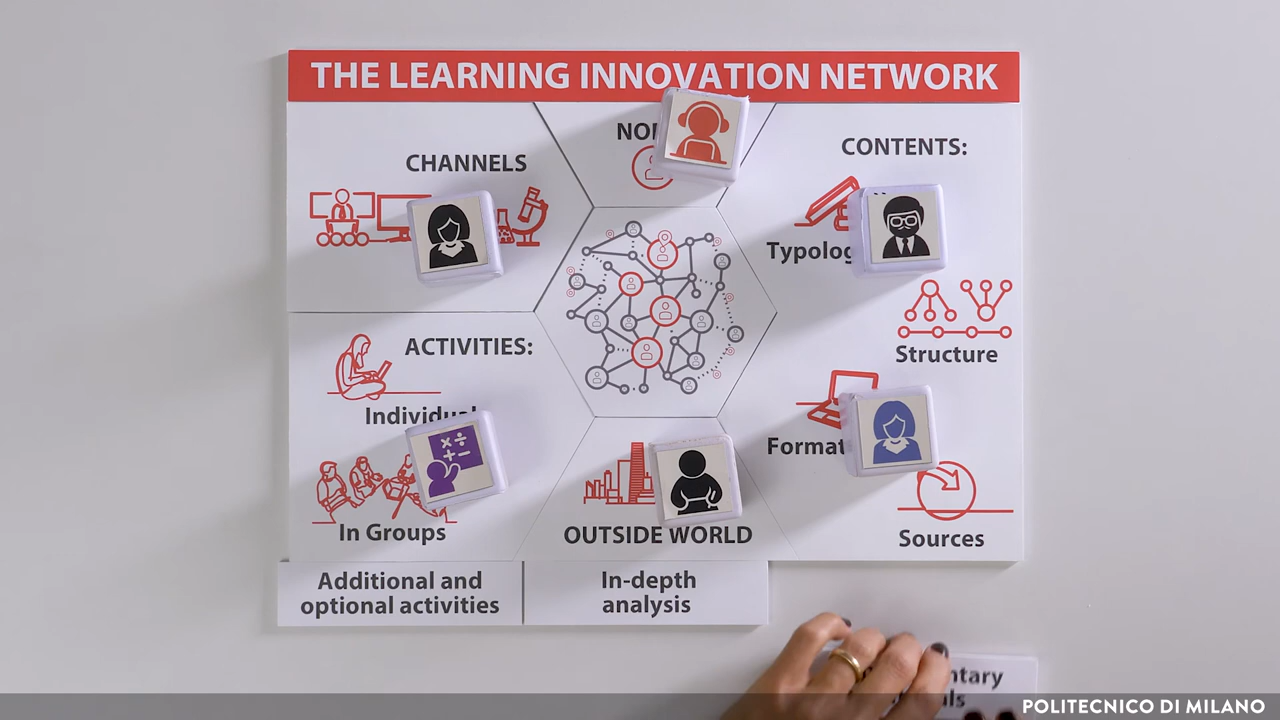 THE LEARNING INNOVATION NETWORK
CHANNELS
CONTENTS:
Structure
ACTIVITIES:
In Groups
OUTSIDE WORLD
Sources
Additional and
optional activities
In-depth
analysis
POLITECNICO DI MILANO